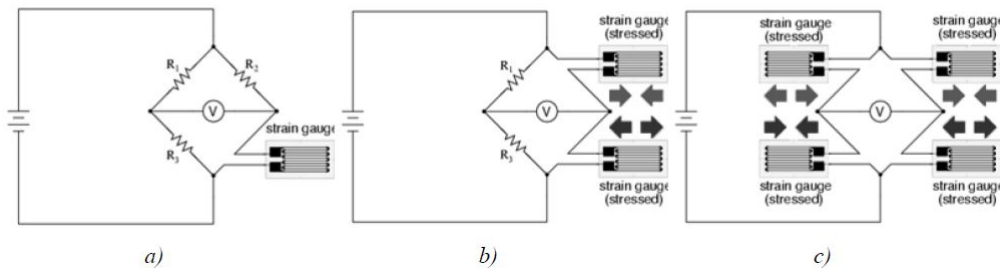 R1
R2
V
R3
strain gauge
a)
strain gauge
(stressed)
R1
V
R3
strain gauge
(stressed)
b)
strain gauge
(stressed)
strain gauge
(stressed)
V
strain gauge
(stressed)
strain gauge
(stressed)
c)